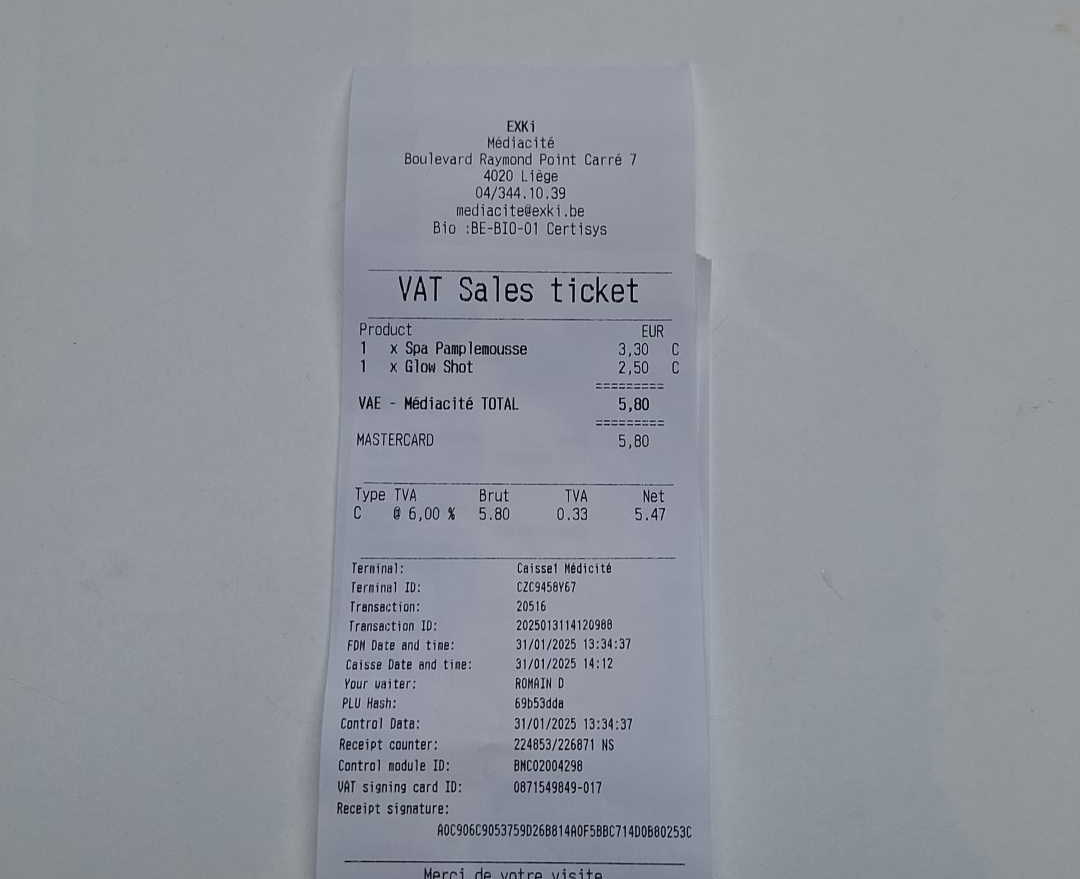 EXKi
Médiacité
Boulevard Raymond Point Carré 7
4020 Liège
04/344.10.39
mediacite@exki.be
Bio :BE-BIO-01 Certisys
VAT Sales ticket
Product EUR
1 x Spa Pamplemousse 3,30 C
1 x Glow Shot 2,50 C
=========
VAE - Médiacité TOTAL 5,80
=========
MASTERCARD 5,80
Type TVA Brut TVA Net
C @ 6,00 % 5.80 0.33 5.47
Terminal: Caisse1 Médicité
Terminal ID: CZC9458Y67
Transaction: 20516
Transaction ID: 2025013114120988
FDM Date and time: 31/01/2025 13:34:37
Caisse Date and time: 31/01/2025 14:12
Your waiter: ROMAIN D
PLU Hash: 69b53dda
Control Data: 31/01/2025 13:34:37
Receipt counter: 224853/226871 NS
Control module ID: BMC02004298
VAT signing card ID: 0871549849-017
Receipt signature:
A0C906C9053759D26B814A0F5BBC714D0B80253C
Merci de votre visite